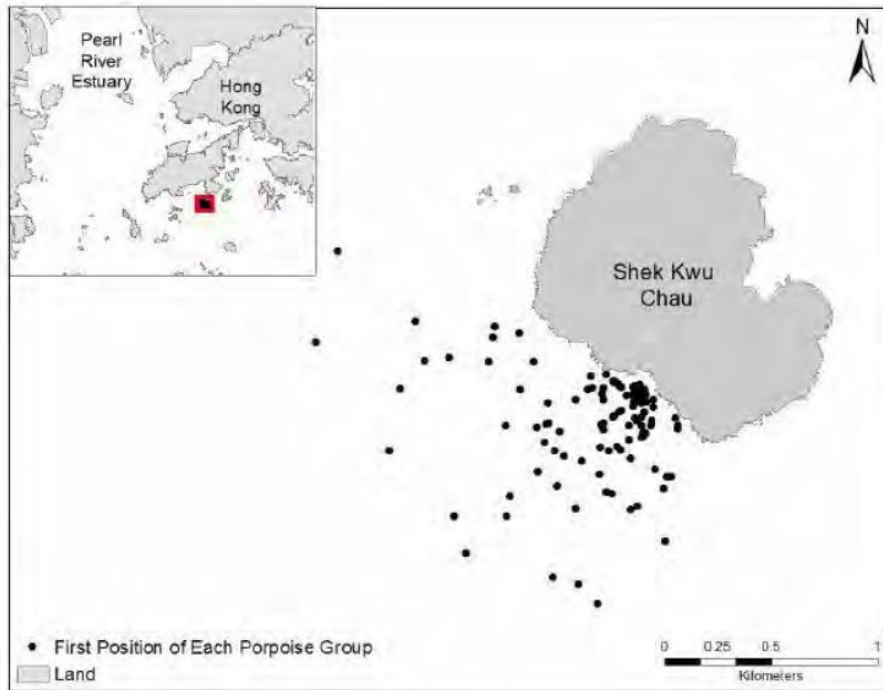 Pearl
River
Estuary
Hong
Kong
N
Shek Kwu
Chau
First Position of Each Porpoise Group
Land
0 0.25 0.5 1
Kilometers